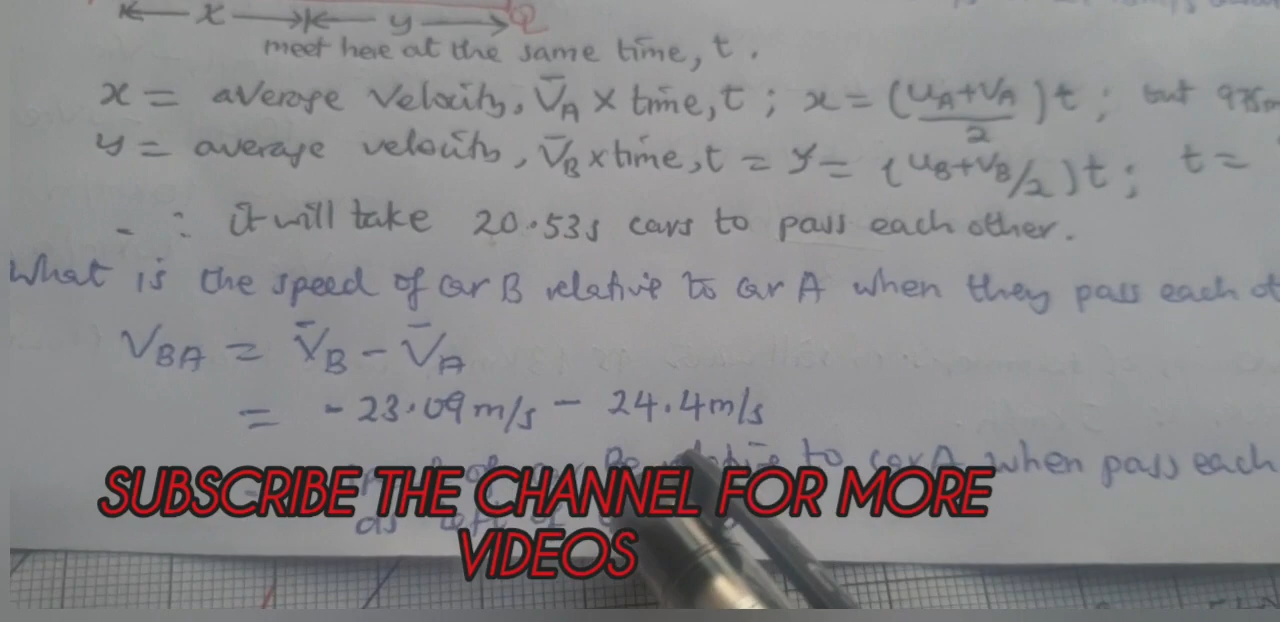 x y Q
meet here at the same time, t.
x = average velocity, V̄A × time, t ; x = (uA+vA/2)t ; but 975m
y = average velocity, V̄B × time, t = y = (uB+vB/2)t ; t =
- ∴ it will take 20.53s cars to pass each other.
What is the speed of car B relative to car A when they pass each
VBA = V̄B - V̄A
= - 23.09m/s - 24.4m/s
to car A when pass each
SUBSCRIBE THE CHANNEL FOR MORE
VIDEOS